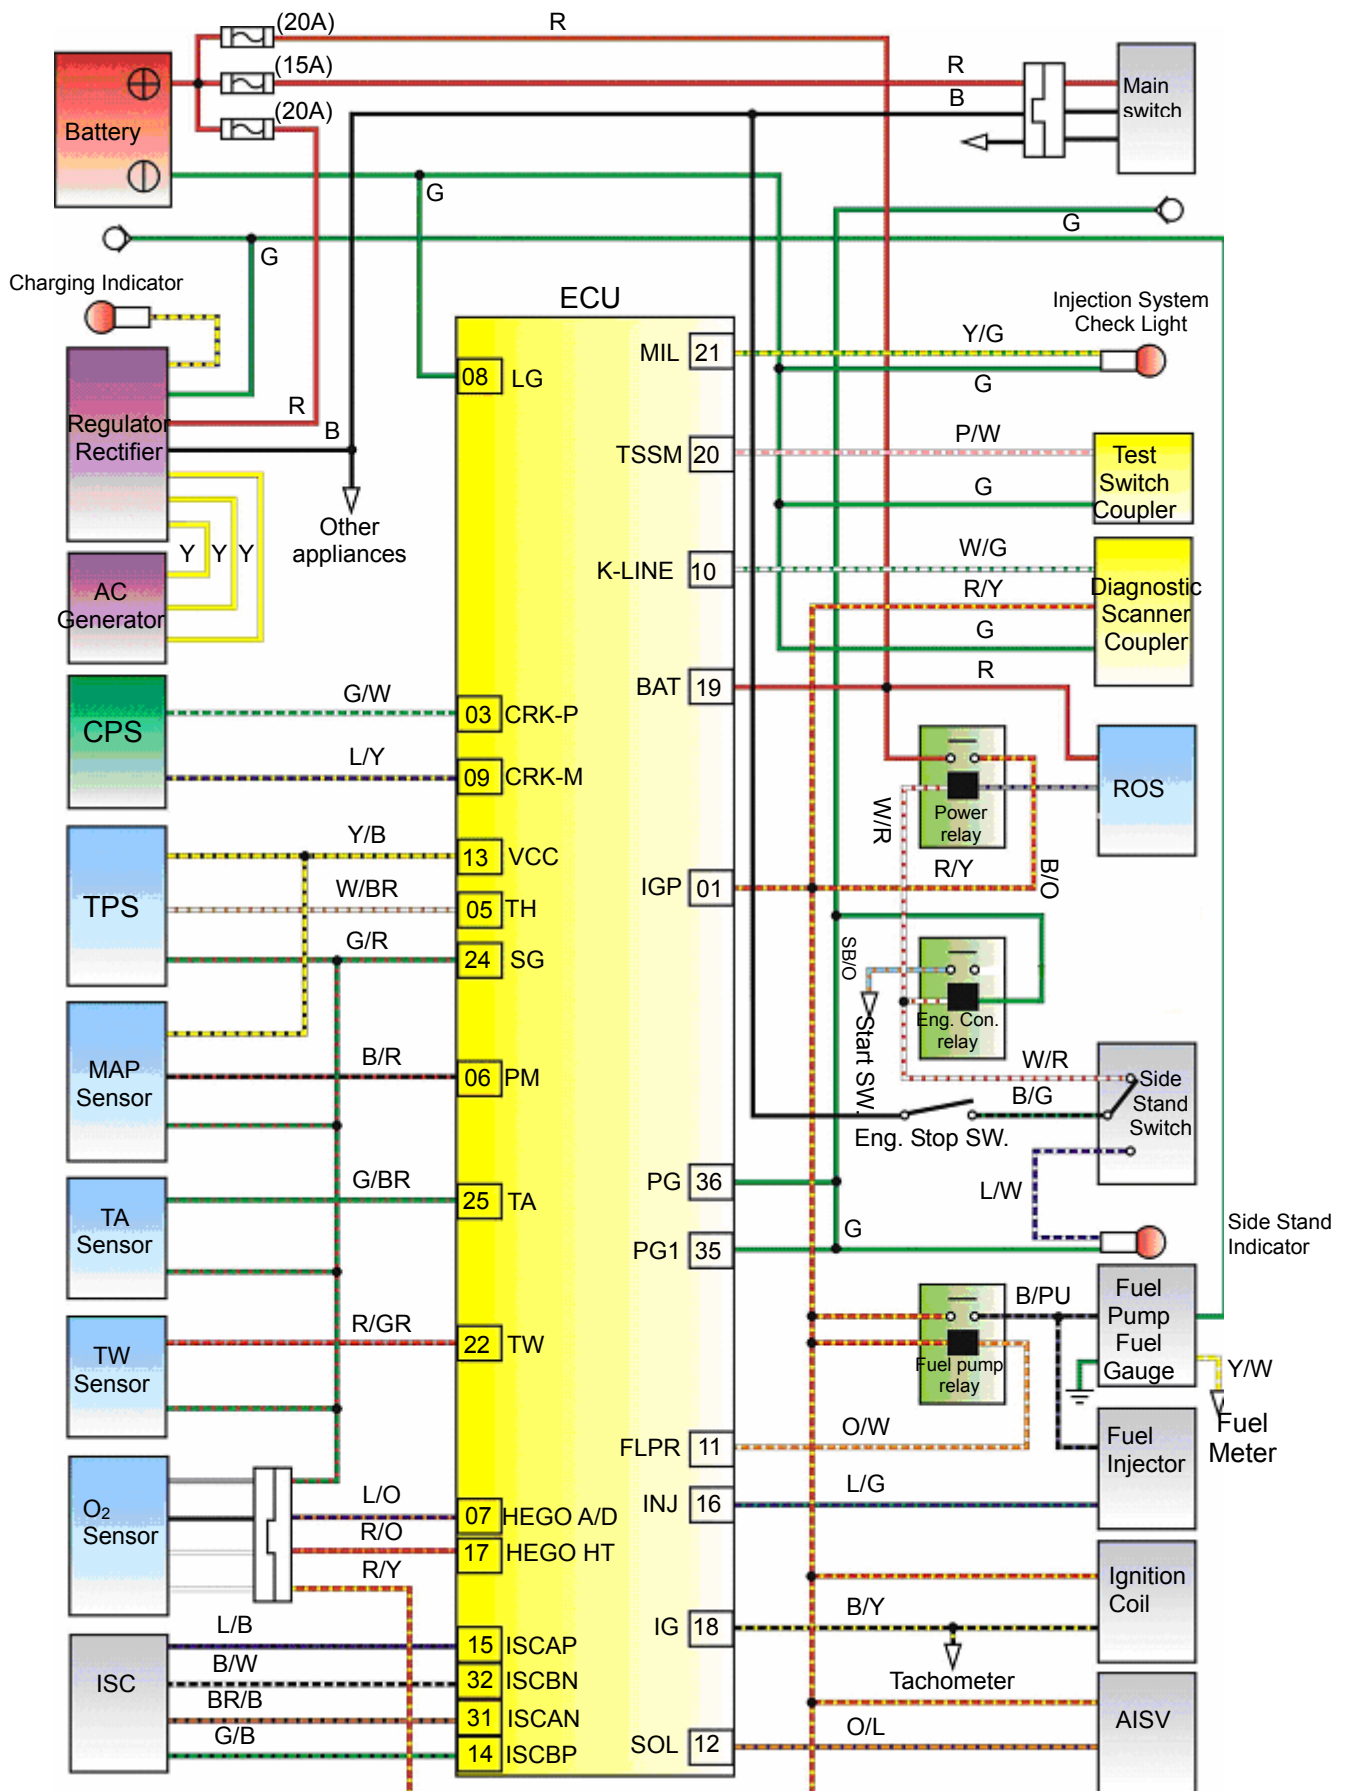 (20A)
R
(15A)
R
Main
switch
B
(20A)
Battery
G
G
G
Charging Indicator
ECU
Injection System
Check Light
MIL
21
Y/G
G
08
LG
R
Regulator
Rectifier
B
TSSM
20
P/W
Test
Switch
Coupler
G
Other
appliances
Y
Y
Y
AC
Generator
K-LINE
10
W/G
R/Y
G
Diagnostic
Scanner
Coupler
BAT
19
R
CPS
G/W
03
CRK-P
L/Y
09
CRK-M
ROS
Power
relay
W/R
TPS
Y/B
13
VCC
W/BR
05
TH
G/R
24
SG
IGP
01
R/Y
B/O
SB/O
Eng. Con.
relay
Start SW.
MAP
Sensor
B/R
06
PM
W/R
B/G
Side
Stand
Switch
Eng. Stop SW.
L/W
TA
Sensor
G/BR
25
TA
PG
36
PG1
35
G
Side Stand
Indicator
TW
Sensor
R/GR
22
TW
B/PU
Fuel
Pump
Fuel
Gauge
Fuel pump
relay
Y/W
Fuel
Meter
FLPR
11
O/W
Fuel
Injector
O2
Sensor
L/O
07
HEGO A/D
R/O
17
HEGO HT
R/Y
INJ
16
L/G
Ignition
Coil
IG
18
B/Y
Tachometer
ISC
L/B
15
ISCAP
B/W
32
ISCBN
BR/B
31
ISCAN
G/B
14
ISCBP
SOL
12
O/L
AISV